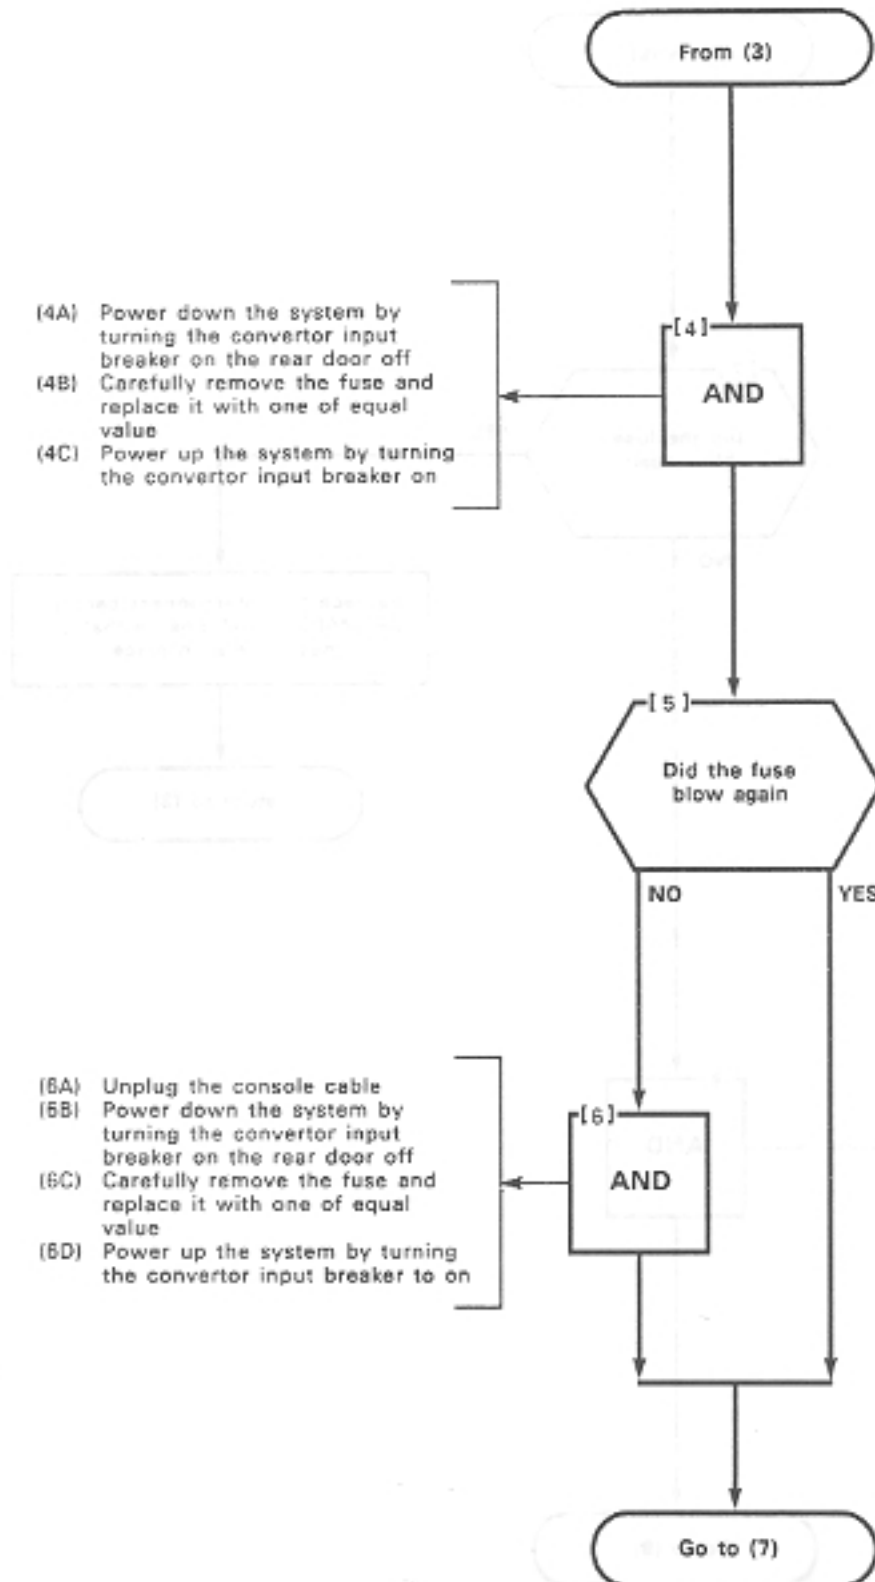 From (3)
(4A) Power down the system by
turning the convertor input
breaker on the rear door off
(4B) Carefully remove the fuse and
replace it with one of equal
value
(4C) Power up the system by turning
the convertor input breaker on
[4]
AND
[5]
Did the fuse
blow again
NO
YES
(6A) Unplug the console cable
(6B) Power down the system by
turning the convertor input
breaker on the rear door off
(6C) Carefully remove the fuse and
replace it with one of equal
value
(6D) Power up the system by turning
the convertor input breaker to on
[6]
AND
Go to (7)